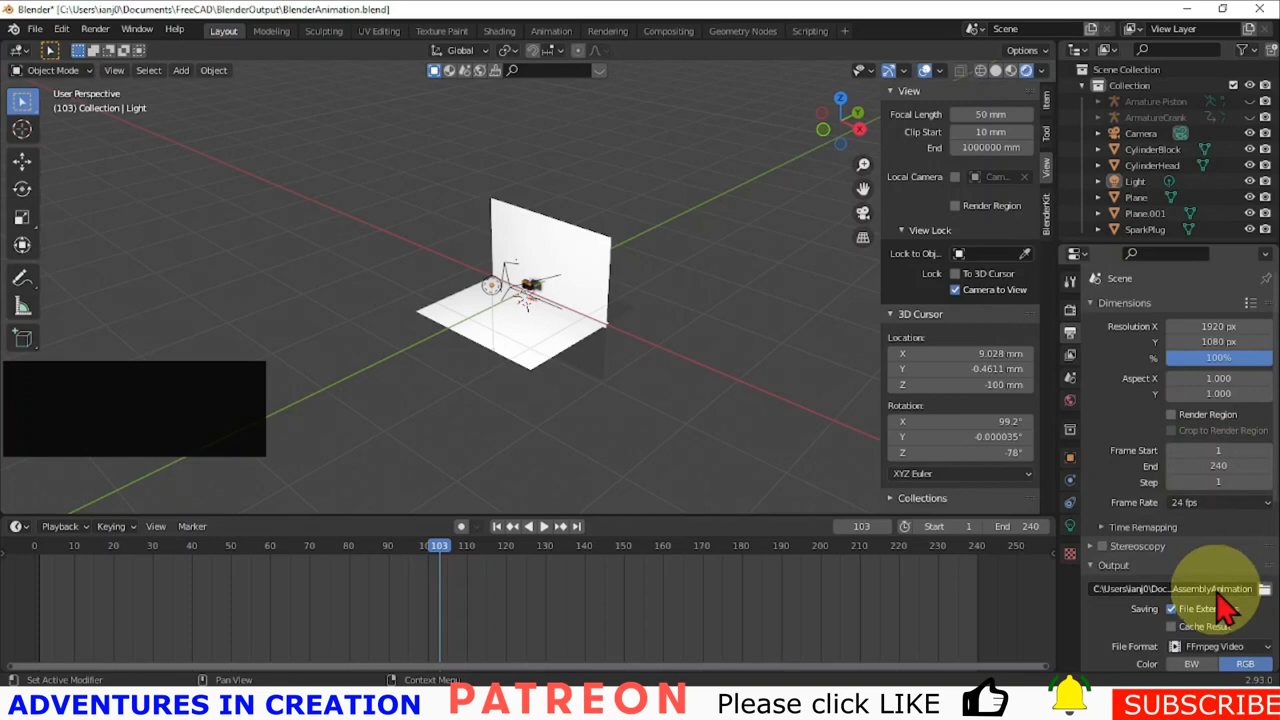 Blender* [C:\Users\ianj0\Documents\FreeCAD\BlenderOutput\BlenderAnimation.blend]
File Edit Render Window Help Layout Modeling Sculpting UV Editing Texture Paint Shading Animation Rendering Compositing Geometry Nodes Scripting + Scene View Layer
Global Options
Object Mode View Select Add Object
User Perspective
(103) Collection | Light
Z
Y
X
View
Focal Length 50 mm
Clip Start 10 mm
End 1000000 mm
Local Camera Cam...
Render Region
View Lock
Lock to Obj...
Lock To 3D Cursor
Camera to View
3D Cursor
Location:
X 9.028 mm
Y -0.4611 mm
Z -100 mm
Rotation:
X 99.2°
Y -0.000035°
Z -78°
XYZ Euler
Collections
Item
Tool
View
BlenderKit
Scene Collection
Collection
Armature-Piston
ArmatureCrank
Camera
CylinderBlock
CylinderHead
Light
Plane
Plane.001
SparkPlug
Scene
Dimensions
Resolution X 1920 px
Y 1080 px
% 100%
Aspect X 1.000
Y 1.000
Render Region
Crop to Render Region
Frame Start 1
End 240
Step 1
Frame Rate 24 fps
Time Remapping
Stereoscopy
Output
C:\Users\ianj0\Doc...AssemblyAnimation
Saving File Exten
Cache Result
File Format FFmpeg Video
Color BW RGB
Playback Keying View Marker 103 Start 1 End 240
0 10 20 30 40 50 60 70 80 90 103 110 120 130 140 150 160 170 180 190 200 210 220 230 240 250
Set Active Modifier Pan View Context Menu 2.93.0
ADVENTURES IN CREATION PATREON Please click LIKE SUBSCRIBE